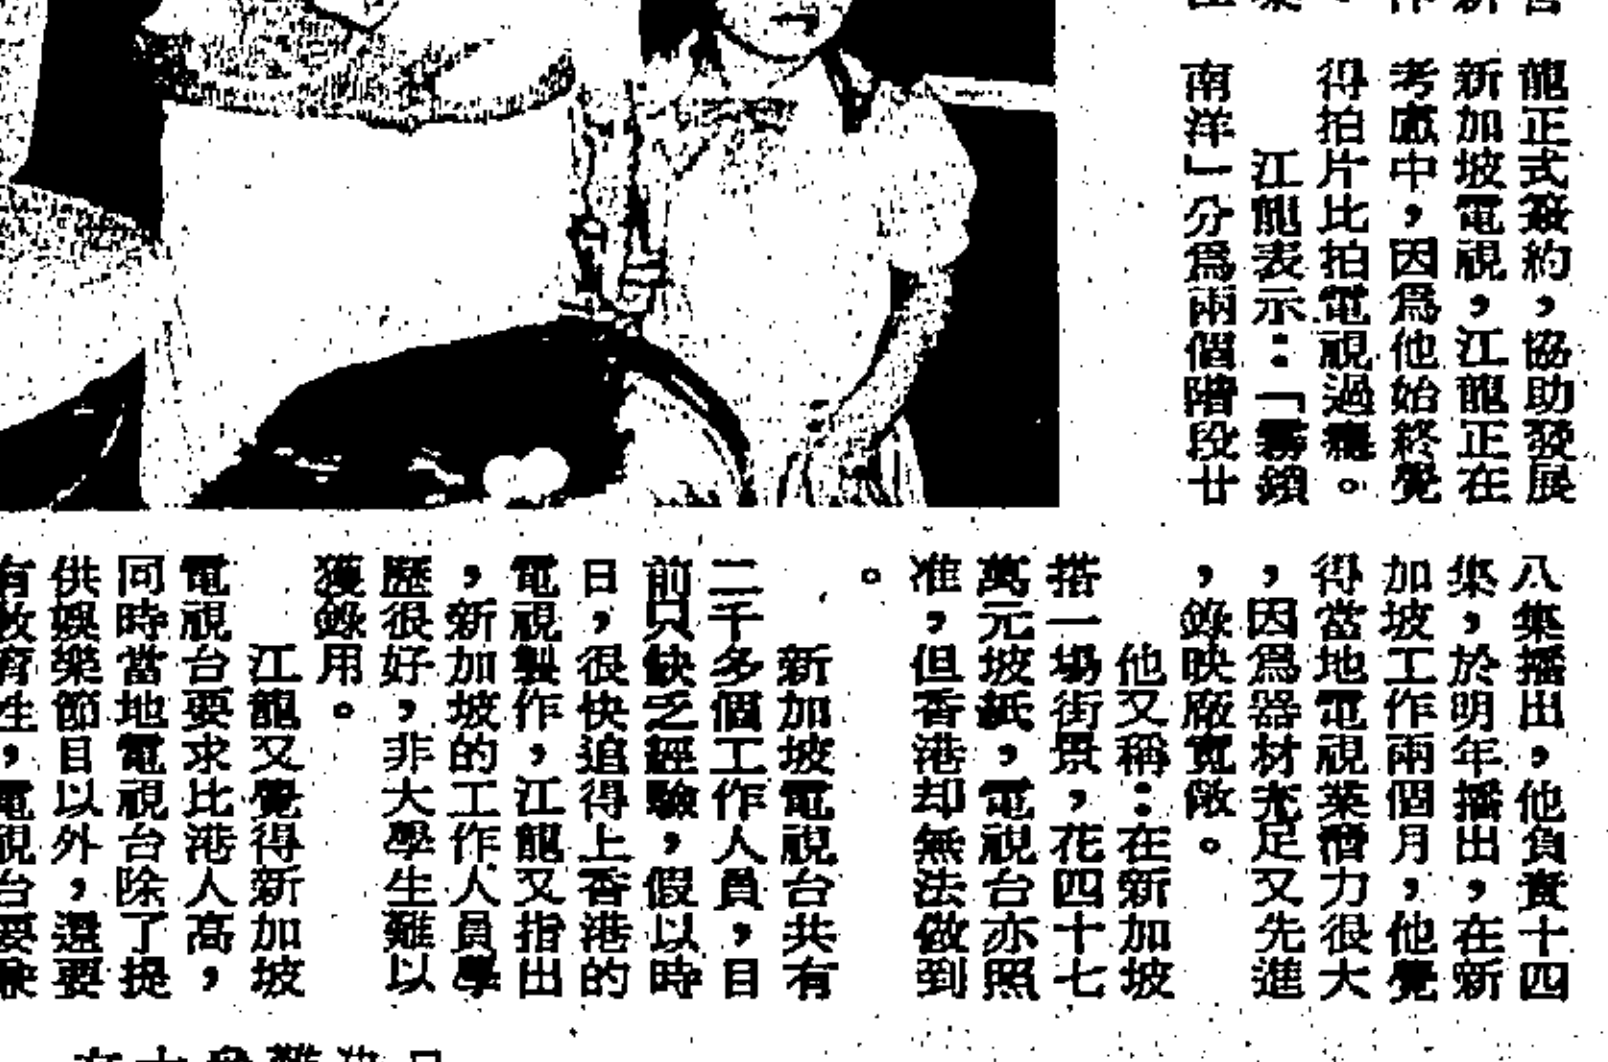 龍正式簽約，協助發展
新加坡電視，江龍正在
考慮中，因爲他始終覺
得拍片比拍電視過癮。
江龍表示：「霧鎖
南洋」分爲兩個階段廿
八集播出，他負責十四
集，於明年播出，在新
加坡工作兩個月，他覺
得當地電視業潛力很大
，因爲器材充足又先進
，錄映廠寬敞。
他又稱：在新加坡
搭一場街景，花四十七
萬元坡紙，電視台亦照
准，但香港却無法做到
。
新加坡電視台共有
二千多個工作人員，目
前只缺乏經驗，假以時
日，很快追得上香港的
電視製作，江龍又指出
，新加坡的工作人員學
歷很好，非大學生難以
獲錄用。
江龍又覺得新加坡
電視台要求比港人高，
同時當地電視台除了提
供娛樂節目以外，還要
有教育性，電視台要